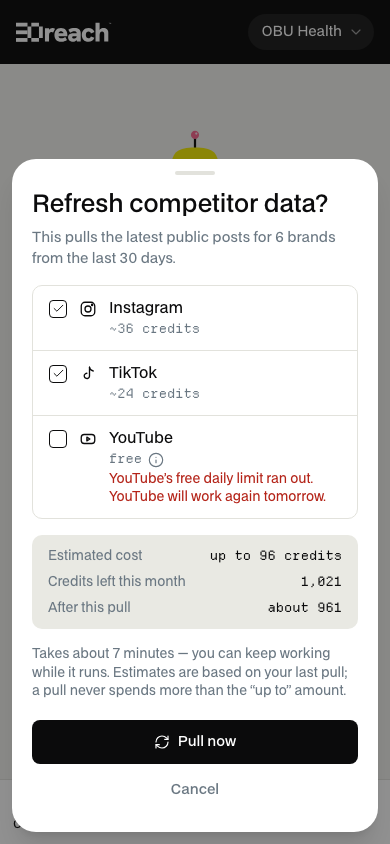 reach
OBU Health
Refresh competitor data?
This pulls the latest public posts for 6 brands
from the last 30 days.
Instagram
~36 credits
TikTok
~24 credits
YouTube
free
YouTube's free daily limit ran out.
YouTube will work again tomorrow.
Estimated cost up to 96 credits
Credits left this month 1,021
After this pull about 961
Takes about 7 minutes — you can keep working
while it runs. Estimates are based on your last pull;
a pull never spends more than the “up to” amount.
Pull now
Cancel